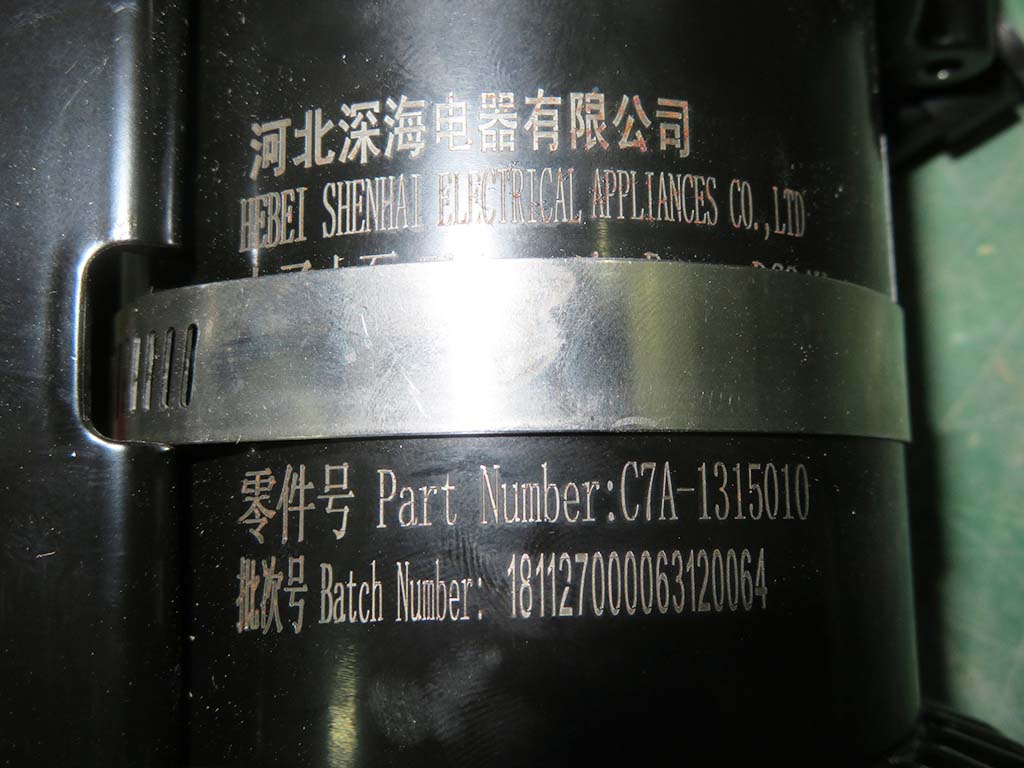 河北深海电器有限公司
HEBEI SHENHAI ELECTRICAL APPLIANCES CO.,LTD
零件号 Part Number:C7A-1315010
批次号 Batch Number: 181127000063120064